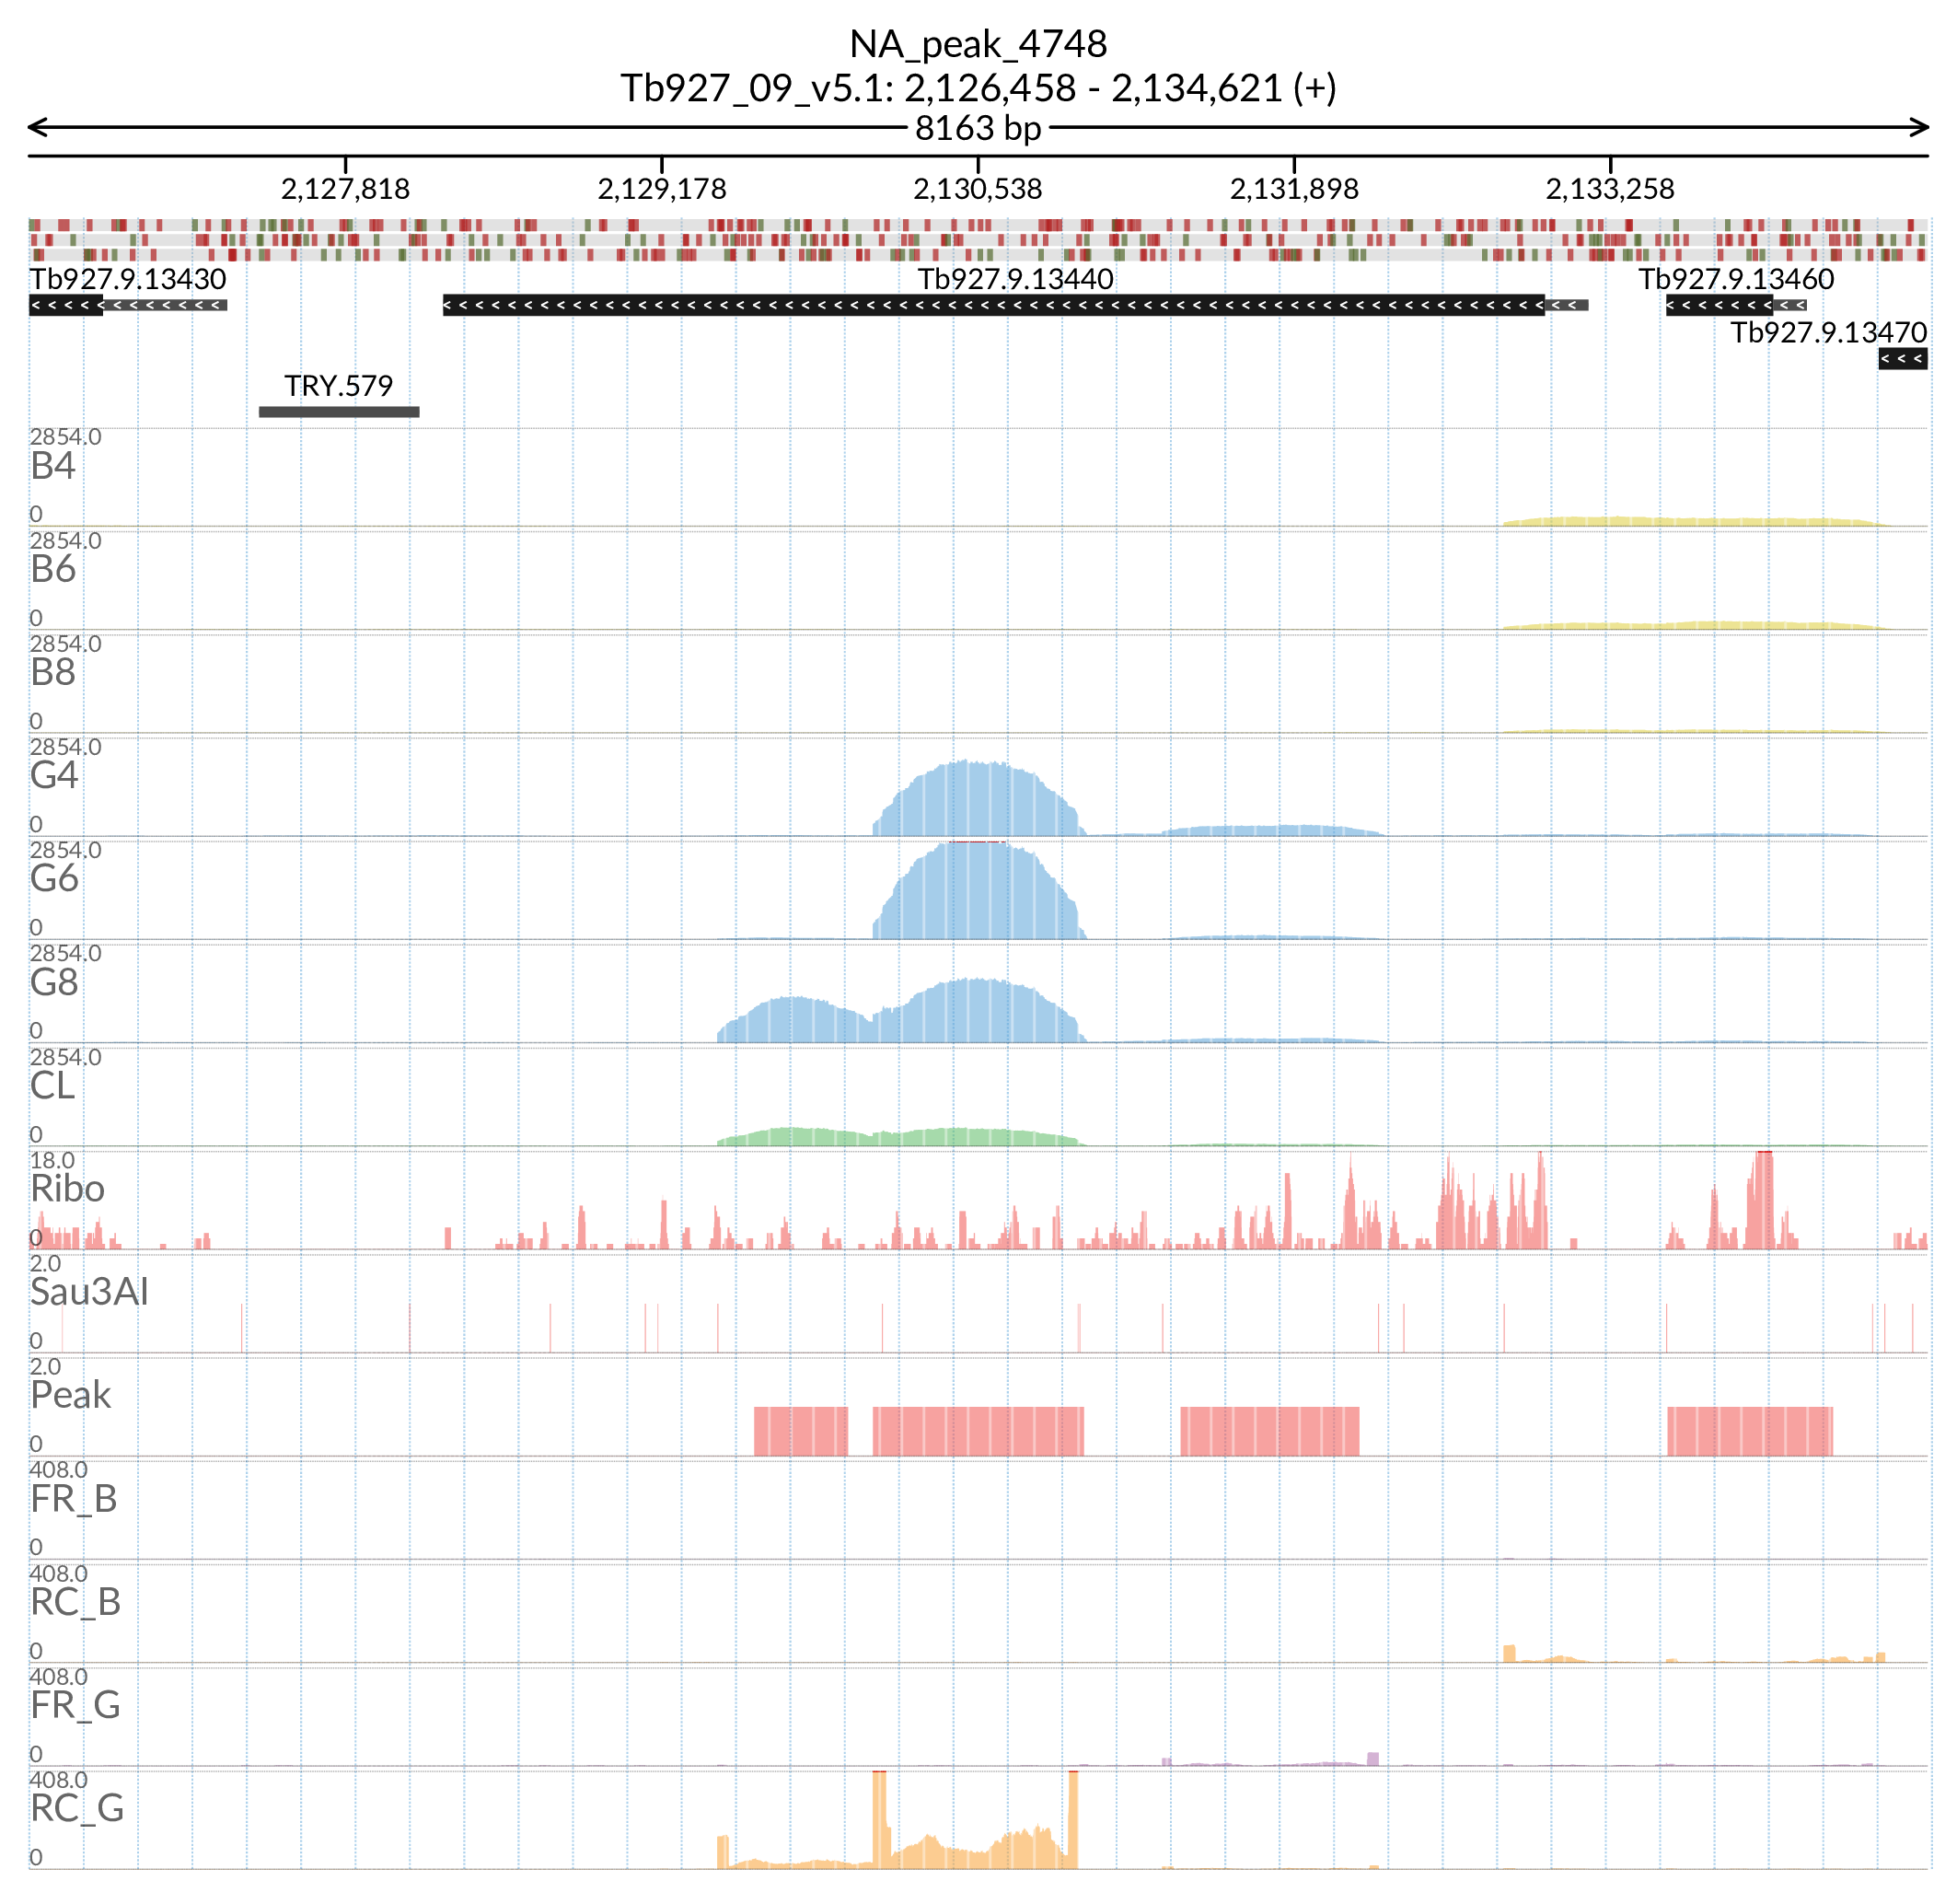 NA_peak_4748
Tb927_09_v5.1: 2,126,458 - 2,134,621 (+)
8163 bp
2,127,818 2,129,178 2,130,538 2,131,898 2,133,258
Tb927.9.13430 Tb927.9.13440 Tb927.9.13460
Tb927.9.13470
TRY.579
2854.0
B4
0
2854.0
B6
0
2854.0
B8
0
2854.0
G4
0
2854.0
G6
0
2854.0
G8
0
2854.0
CL
0
18.0
Ribo
0
2.0
Sau3AI
0
2.0
Peak
0
408.0
FR_B
0
408.0
RC_B
0
408.0
FR_G
0
408.0
RC_G
0